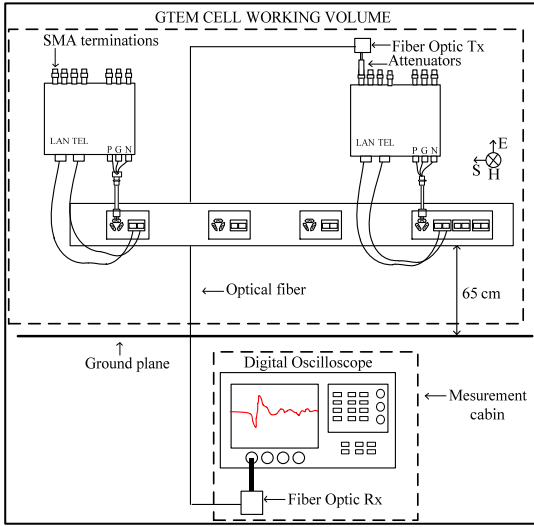 GTEM CELL WORKING VOLUME
SMA terminations
Fiber Optic Tx
Attenuators
LAN TEL
P G N
LAN TEL
P G N
E
S
H
Optical fiber
65 cm
Ground plane
Digital Oscilloscope
Mesurement
cabin
Fiber Optic Rx